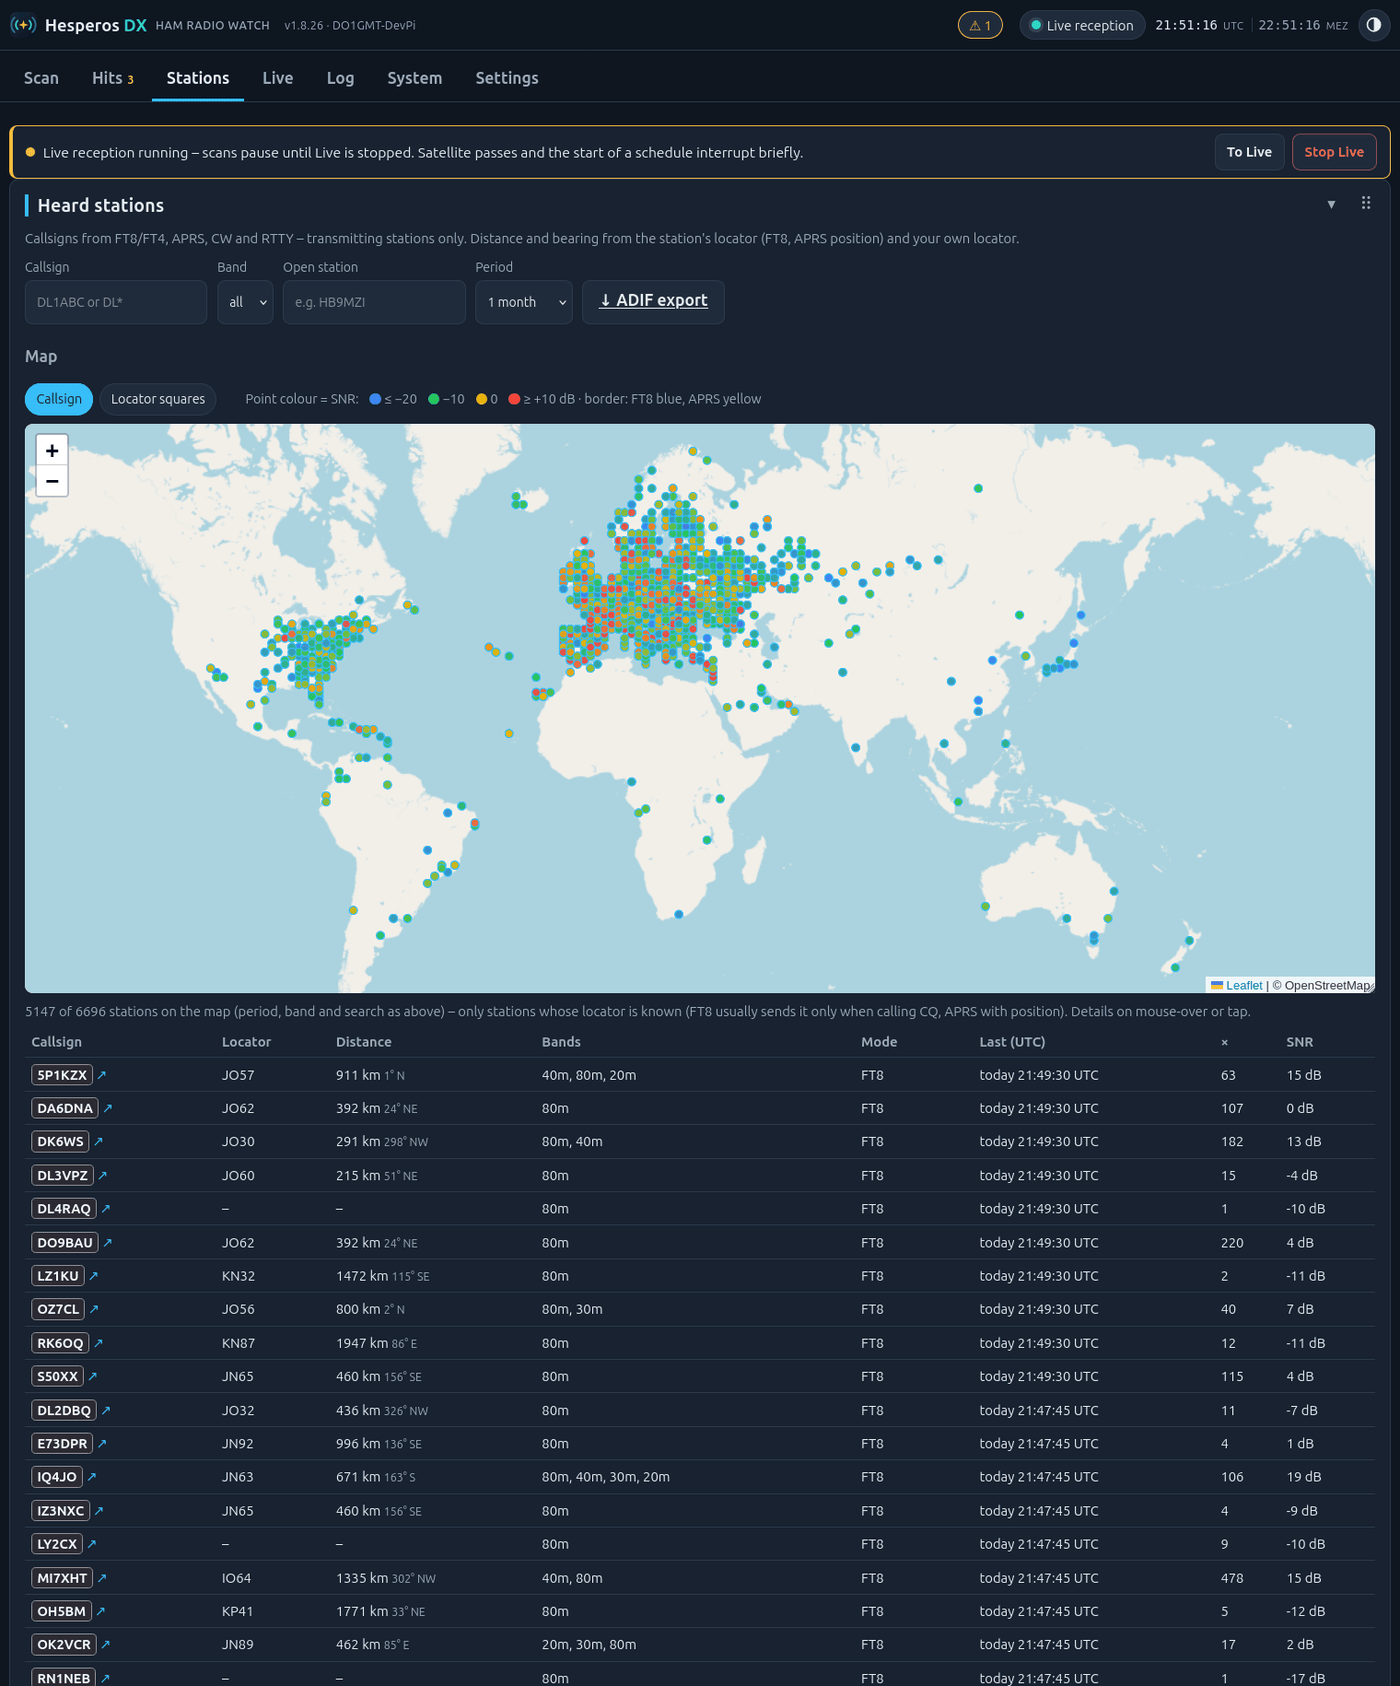 Hesperos DX HAM RADIO WATCH v1.8.26 · DO1GMT-DevPi ⚠ 1 Live reception 21:51:16 UTC 22:51:16 MEZ
Scan Hits 3 Stations Live Log System Settings
Live reception running – scans pause until Live is stopped. Satellite passes and the start of a schedule interrupt briefly. To Live Stop Live
Heard stations
Callsigns from FT8/FT4, APRS, CW and RTTY – transmitting stations only. Distance and bearing from the station's locator (FT8, APRS position) and your own locator.
Callsign Band Open station Period
DL1ABC or DL* all e.g. HB9MZI 1 month ↓ ADIF export
Map
Callsign Locator squares Point colour = SNR: ≤ −20 −10 0 ≥ +10 dB · border: FT8 blue, APRS yellow
+
−
Leaflet | © OpenStreetMap
5147 of 6696 stations on the map (period, band and search as above) – only stations whose locator is known (FT8 usually sends it only when calling CQ, APRS with position). Details on mouse-over or tap.
Callsign Locator Distance Bands Mode Last (UTC) × SNR
5P1KZX ↗ JO57 911 km 1° N 40m, 80m, 20m FT8 today 21:49:30 UTC 63 15 dB
DA6DNA ↗ JO62 392 km 24° NE 80m FT8 today 21:49:30 UTC 107 0 dB
DK6WS ↗ JO30 291 km 298° NW 80m, 40m FT8 today 21:49:30 UTC 182 13 dB
DL3VPZ ↗ JO60 215 km 51° NE 80m FT8 today 21:49:30 UTC 15 -4 dB
DL4RAQ ↗ – – 80m FT8 today 21:49:30 UTC 1 -10 dB
DO9BAU ↗ JO62 392 km 24° NE 80m FT8 today 21:49:30 UTC 220 4 dB
LZ1KU ↗ KN32 1472 km 115° SE 80m FT8 today 21:49:30 UTC 2 -11 dB
OZ7CL ↗ JO56 800 km 2° N 80m, 30m FT8 today 21:49:30 UTC 40 7 dB
RK6OQ ↗ KN87 1947 km 86° E 80m FT8 today 21:49:30 UTC 12 -11 dB
S50XX ↗ JN65 460 km 156° SE 80m FT8 today 21:49:30 UTC 115 4 dB
DL2DBQ ↗ JO32 436 km 326° NW 80m FT8 today 21:47:45 UTC 11 -7 dB
E73DPR ↗ JN92 996 km 136° SE 80m FT8 today 21:47:45 UTC 4 1 dB
IQ4JO ↗ JN63 671 km 163° S 80m, 40m, 30m, 20m FT8 today 21:47:45 UTC 106 19 dB
IZ3NXC ↗ JN65 460 km 156° SE 80m FT8 today 21:47:45 UTC 4 -9 dB
LY2CX ↗ – – 80m FT8 today 21:47:45 UTC 9 -10 dB
MI7XHT ↗ IO64 1335 km 302° NW 40m, 80m FT8 today 21:47:45 UTC 478 15 dB
OH5BM ↗ KP41 1771 km 33° NE 80m FT8 today 21:47:45 UTC 5 -12 dB
OK2VCR ↗ JN89 462 km 85° E 20m, 30m, 80m FT8 today 21:47:45 UTC 17 2 dB
RN1NEB ↗ – – 80m FT8 today 21:47:45 UTC 1 -17 dB